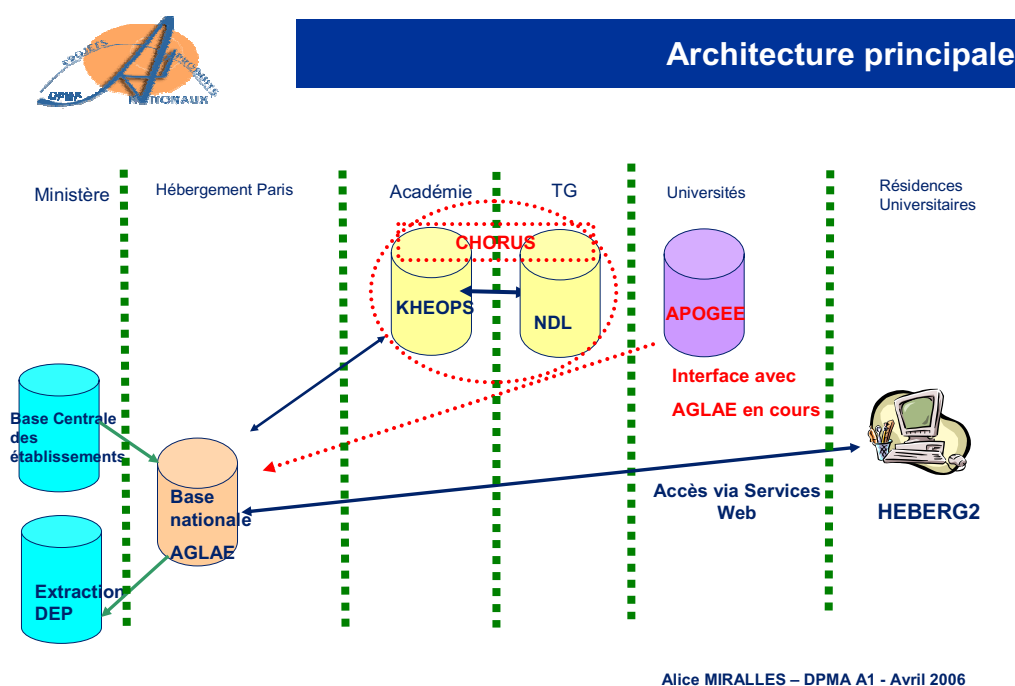 PROJETS APPROUTS
DPMA NATIONAUX
Architecture principale
Ministère
Hébergement Paris
Académie
TG
Universités
Résidences
Universitaires
CHORUS
KHEOPS
NDL
APOGEE
Interface avec
AGLAE en cours
Base Centrale
des
établissements
Base
nationale
AGLAE
Accès via Services
Web
HEBERG2
Extraction
DEP
Alice MIRALLES – DPMA A1 - Avril 2006